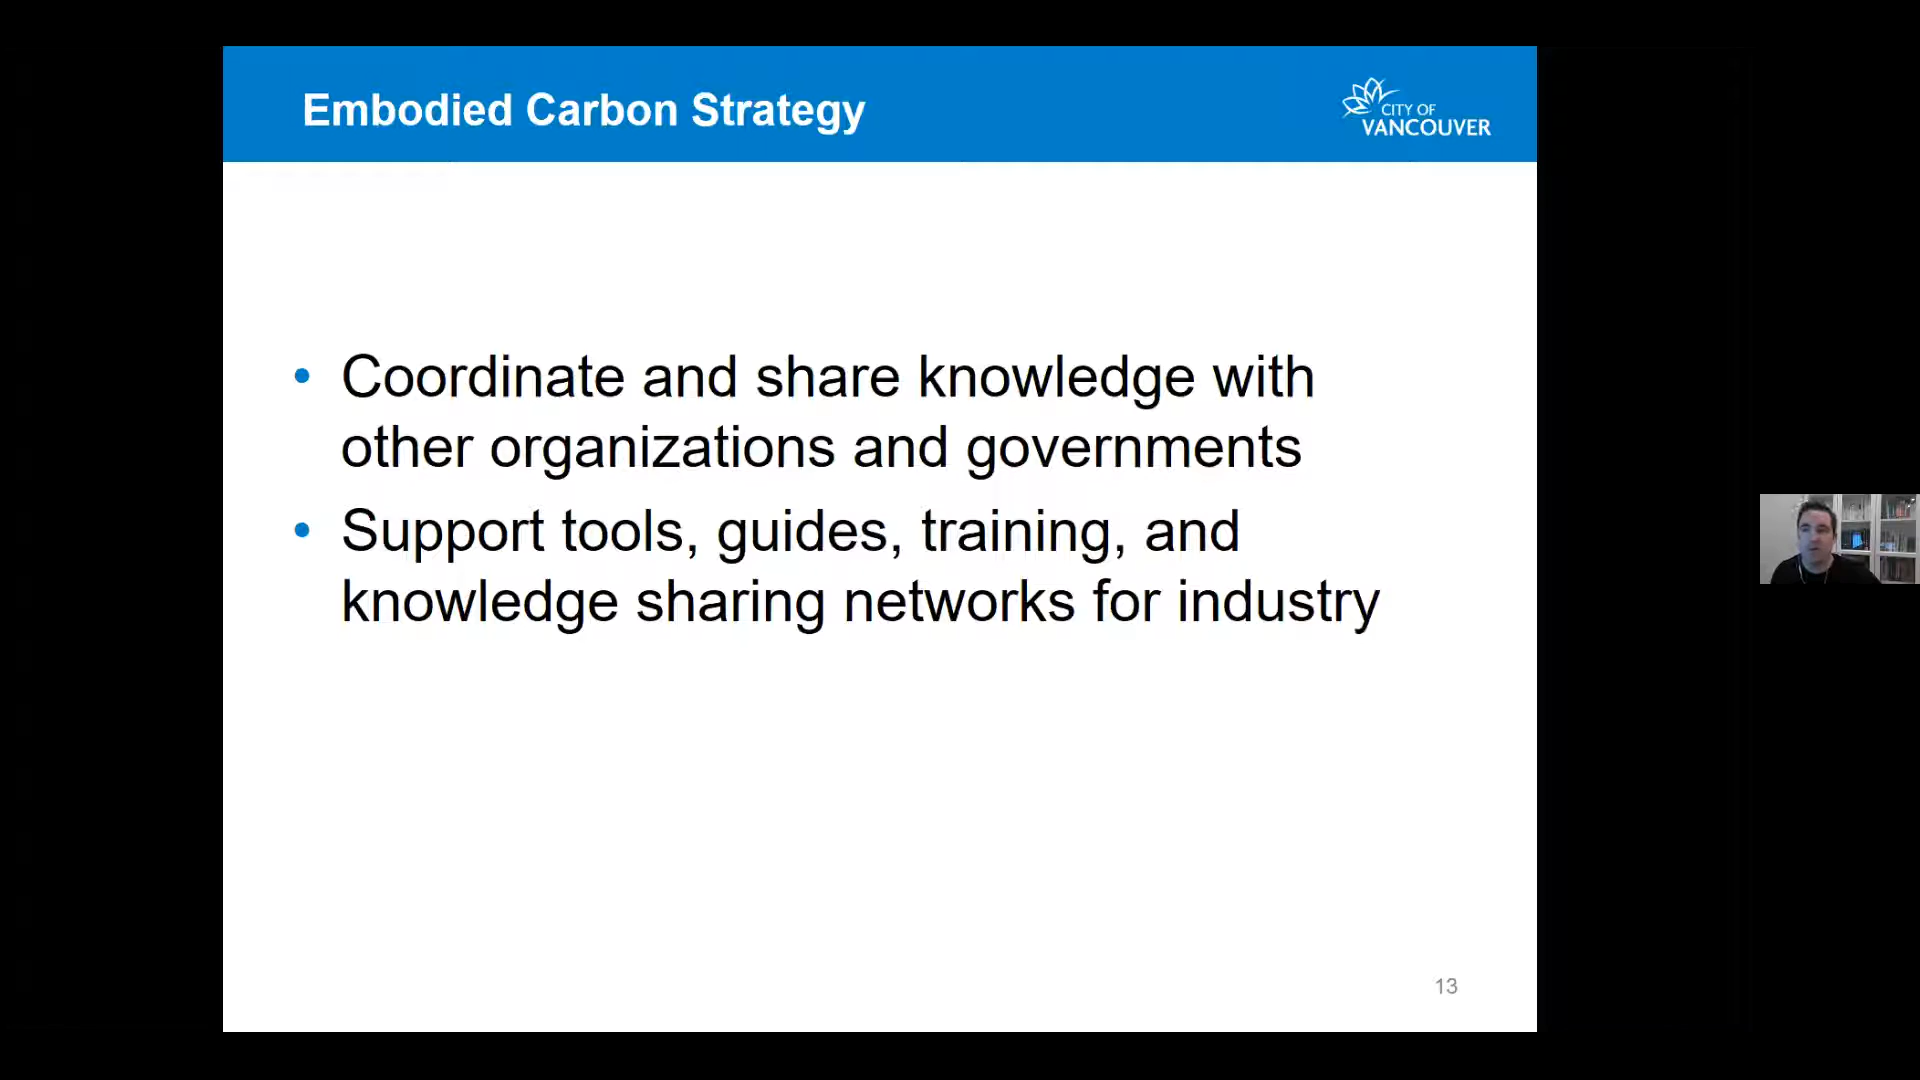 Embodied Carbon Strategy
CITY OF
VANCOUVER
• Coordinate and share knowledge with
other organizations and governments
• Support tools, guides, training, and
knowledge sharing networks for industry
13